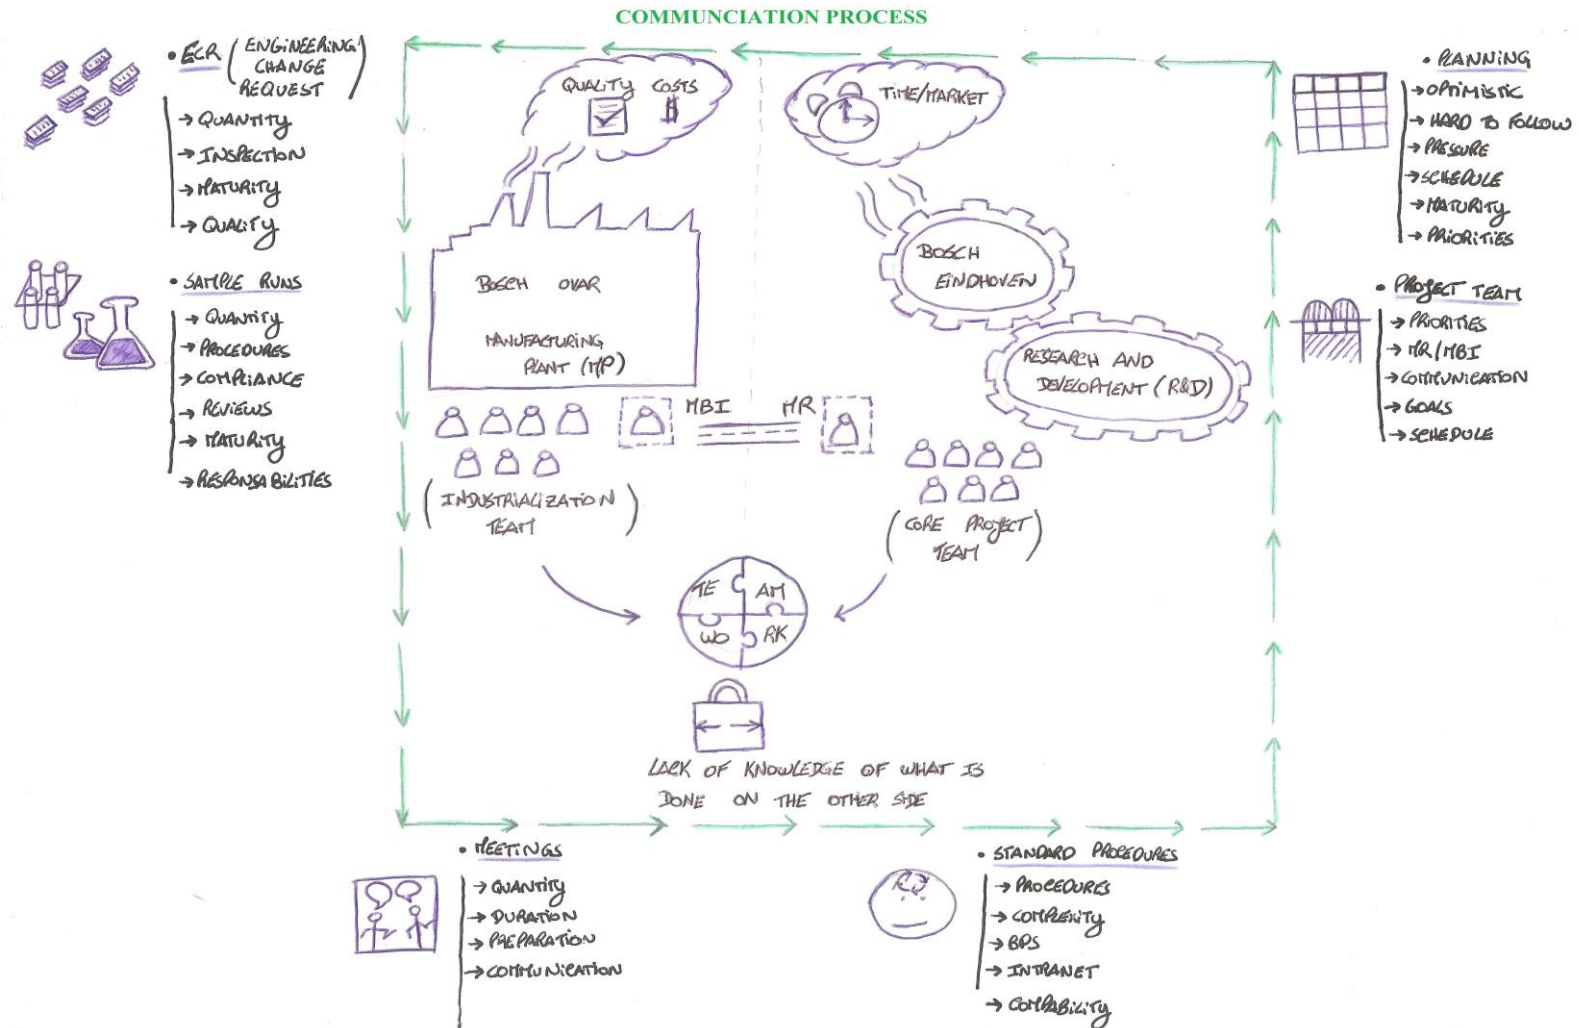 COMMUNCIATION PROCESS
• ECR (ENGINEERING
CHANGE
REQUEST)
→ QUANTITY
→ INSPECTION
→ MATURITY
→ QUALITY
• SAMPLE RUNS
→ QUANTITY
→ PROCEDURES
→ COMPLIANCE
→ REVIEWS
→ MATURITY
→ RESPONSABILITIES
QUALITY COSTS
$
TIME/MARKET
BOSCH OVAR
MANUFACTURING
PLANT (MP)
BOSCH
EINDHOVEN
RESEARCH AND
DEVELOPMENT (R&D)
MBI MR
(INDUSTRIALIZATION
TEAM)
(CORE PROJECT
TEAM)
TE AM
WO RK
LACK OF KNOWLEDGE OF WHAT IS
DONE ON THE OTHER SIDE
• PLANNING
→ OPTIMISTIC
→ HARD TO FOLLOW
→ PRESSURE
→ SCHEDULE
→ MATURITY
→ PRIORITIES
• PROJECT TEAM
→ PRIORITIES
→ MR/MBI
→ COMMUNICATION
→ GOALS
→ SCHEDULE
• MEETINGS
→ QUANTITY
→ DURATION
→ PREPARATION
→ COMMUNICATION
• STANDARD PROCEDURES
→ PROCEDURES
→ COMPLEXITY
→ BPS
→ INTRANET
→ COMPABILITY